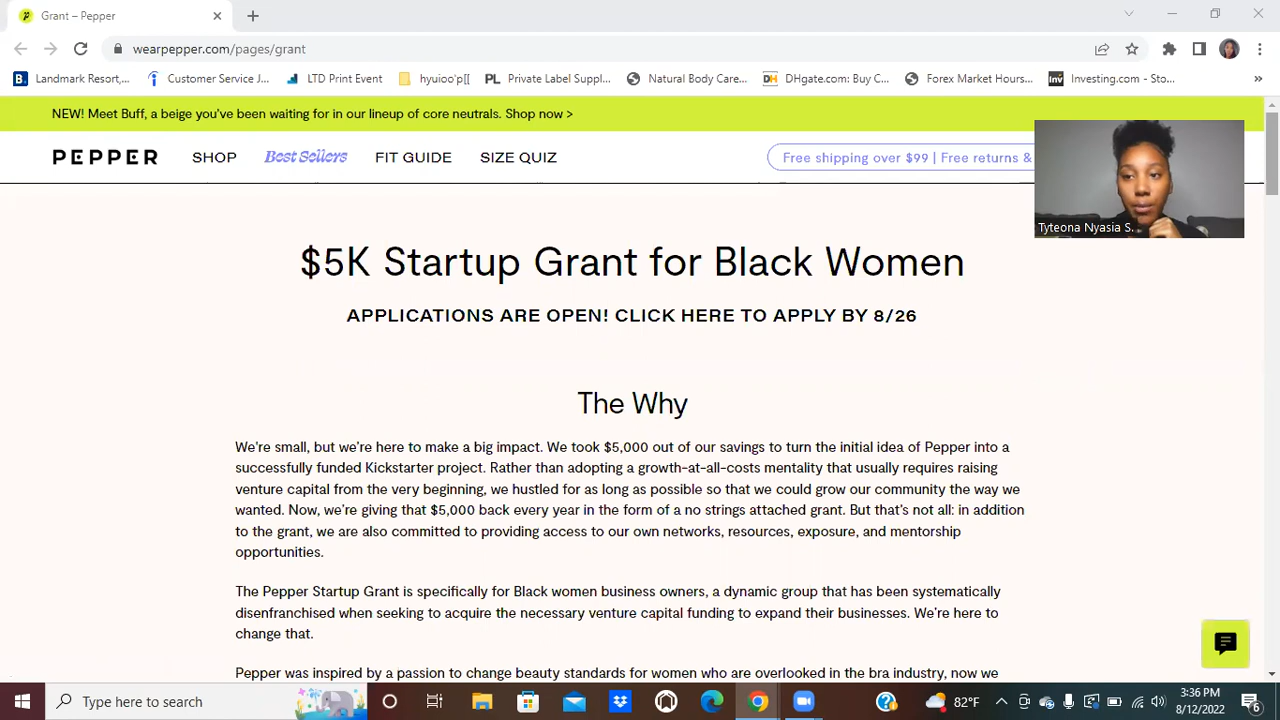 Grant – Pepper
wearpepper.com/pages/grant
Landmark Resort,... Customer Service J... LTD Print Event hyuioo'p[[ PL Private Label Suppl... Natural Body Care... DH DHgate.com: Buy C... Forex Market Hours... Inv Investing.com - Sto...
NEW! Meet Buff, a beige you've been waiting for in our lineup of core neutrals. Shop now >
PEPPER SHOP Best Sellers FIT GUIDE SIZE QUIZ Free shipping over $99 | Free returns &
Tyteona Nyasia S.
$5K Startup Grant for Black Women
APPLICATIONS ARE OPEN! CLICK HERE TO APPLY BY 8/26
The Why
We're small, but we're here to make a big impact. We took $5,000 out of our savings to turn the initial idea of Pepper into a
successfully funded Kickstarter project. Rather than adopting a growth-at-all-costs mentality that usually requires raising
venture capital from the very beginning, we hustled for as long as possible so that we could grow our community the way we
wanted. Now, we're giving that $5,000 back every year in the form of a no strings attached grant. But that's not all: in addition
to the grant, we are also committed to providing access to our own networks, resources, exposure, and mentorship
opportunities.
The Pepper Startup Grant is specifically for Black women business owners, a dynamic group that has been systematically
disenfranchised when seeking to acquire the necessary venture capital funding to expand their businesses. We're here to
change that.
Pepper was inspired by a passion to change beauty standards for women who are overlooked in the bra industry, now we
Type here to search 82°F 3:36 PM
8/12/2022 6